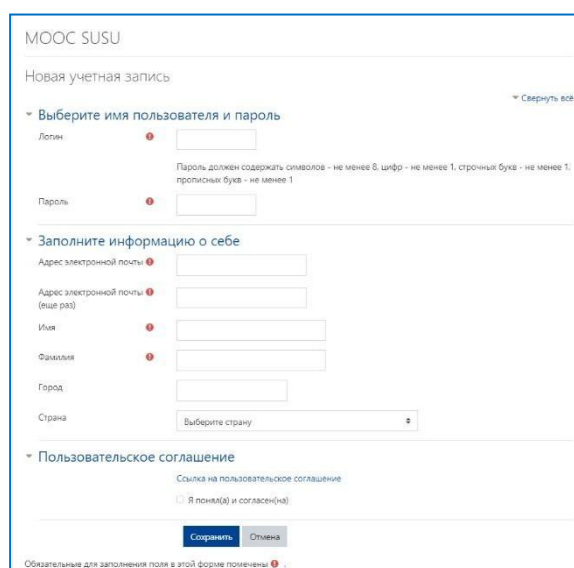 MOOC SUSU
Новая учетная запись
Свернуть всё
Выберите имя пользователя и пароль
Логин
Пароль должен содержать символов - не менее 8, цифр - не менее 1, строчных букв - не менее 1,
прописных букв - не менее 1
Пароль
Заполните информацию о себе
Адрес электронной почты
Адрес электронной почты
(еще раз)
Имя
Фамилия
Город
Страна
Выберите страну
Пользовательское соглашение
Ссылка на пользовательское соглашение
Я понял(а) и согласен(на)
Сохранить Отмена
Обязательные для заполнения поля в этой форме помечены .